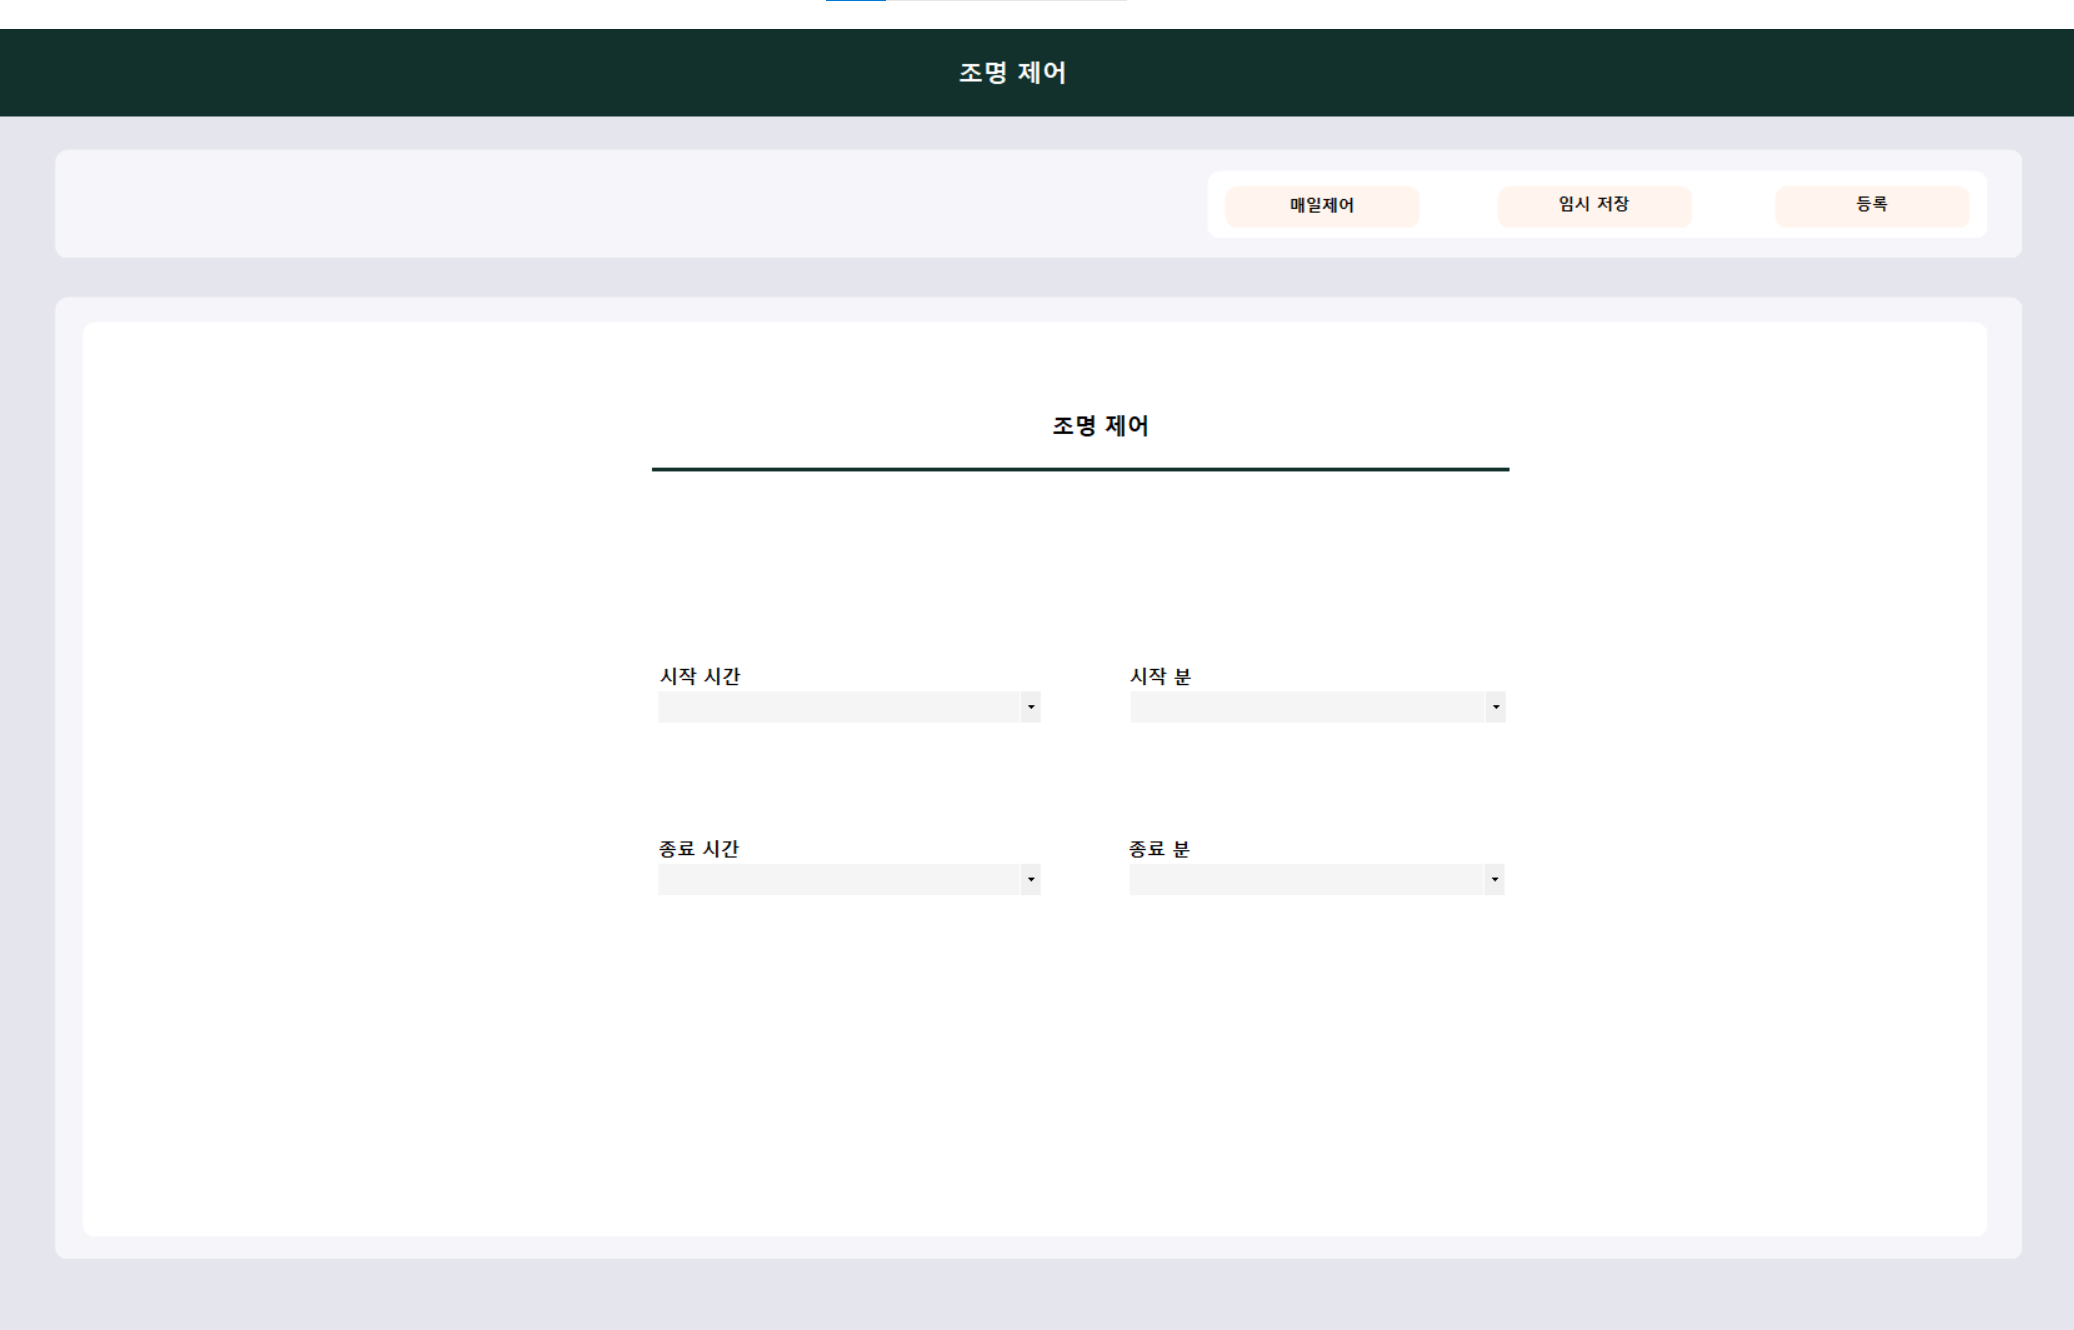 조명 제어
매일제어
임시 저장
등록
조명 제어
시작 시간
시작 분
종료 시간
종료 분